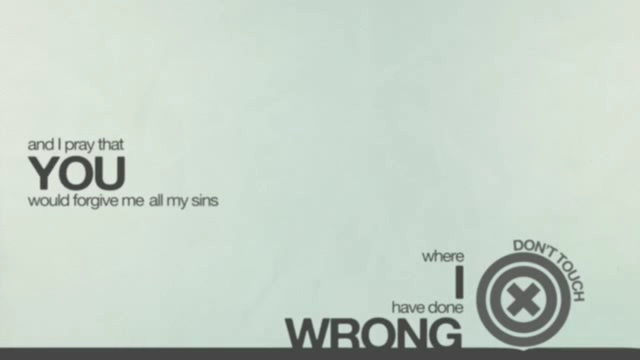 and I pray that
YOU
would forgive me all my sins
where
I
have done
WRONG
DON'T TOUCH